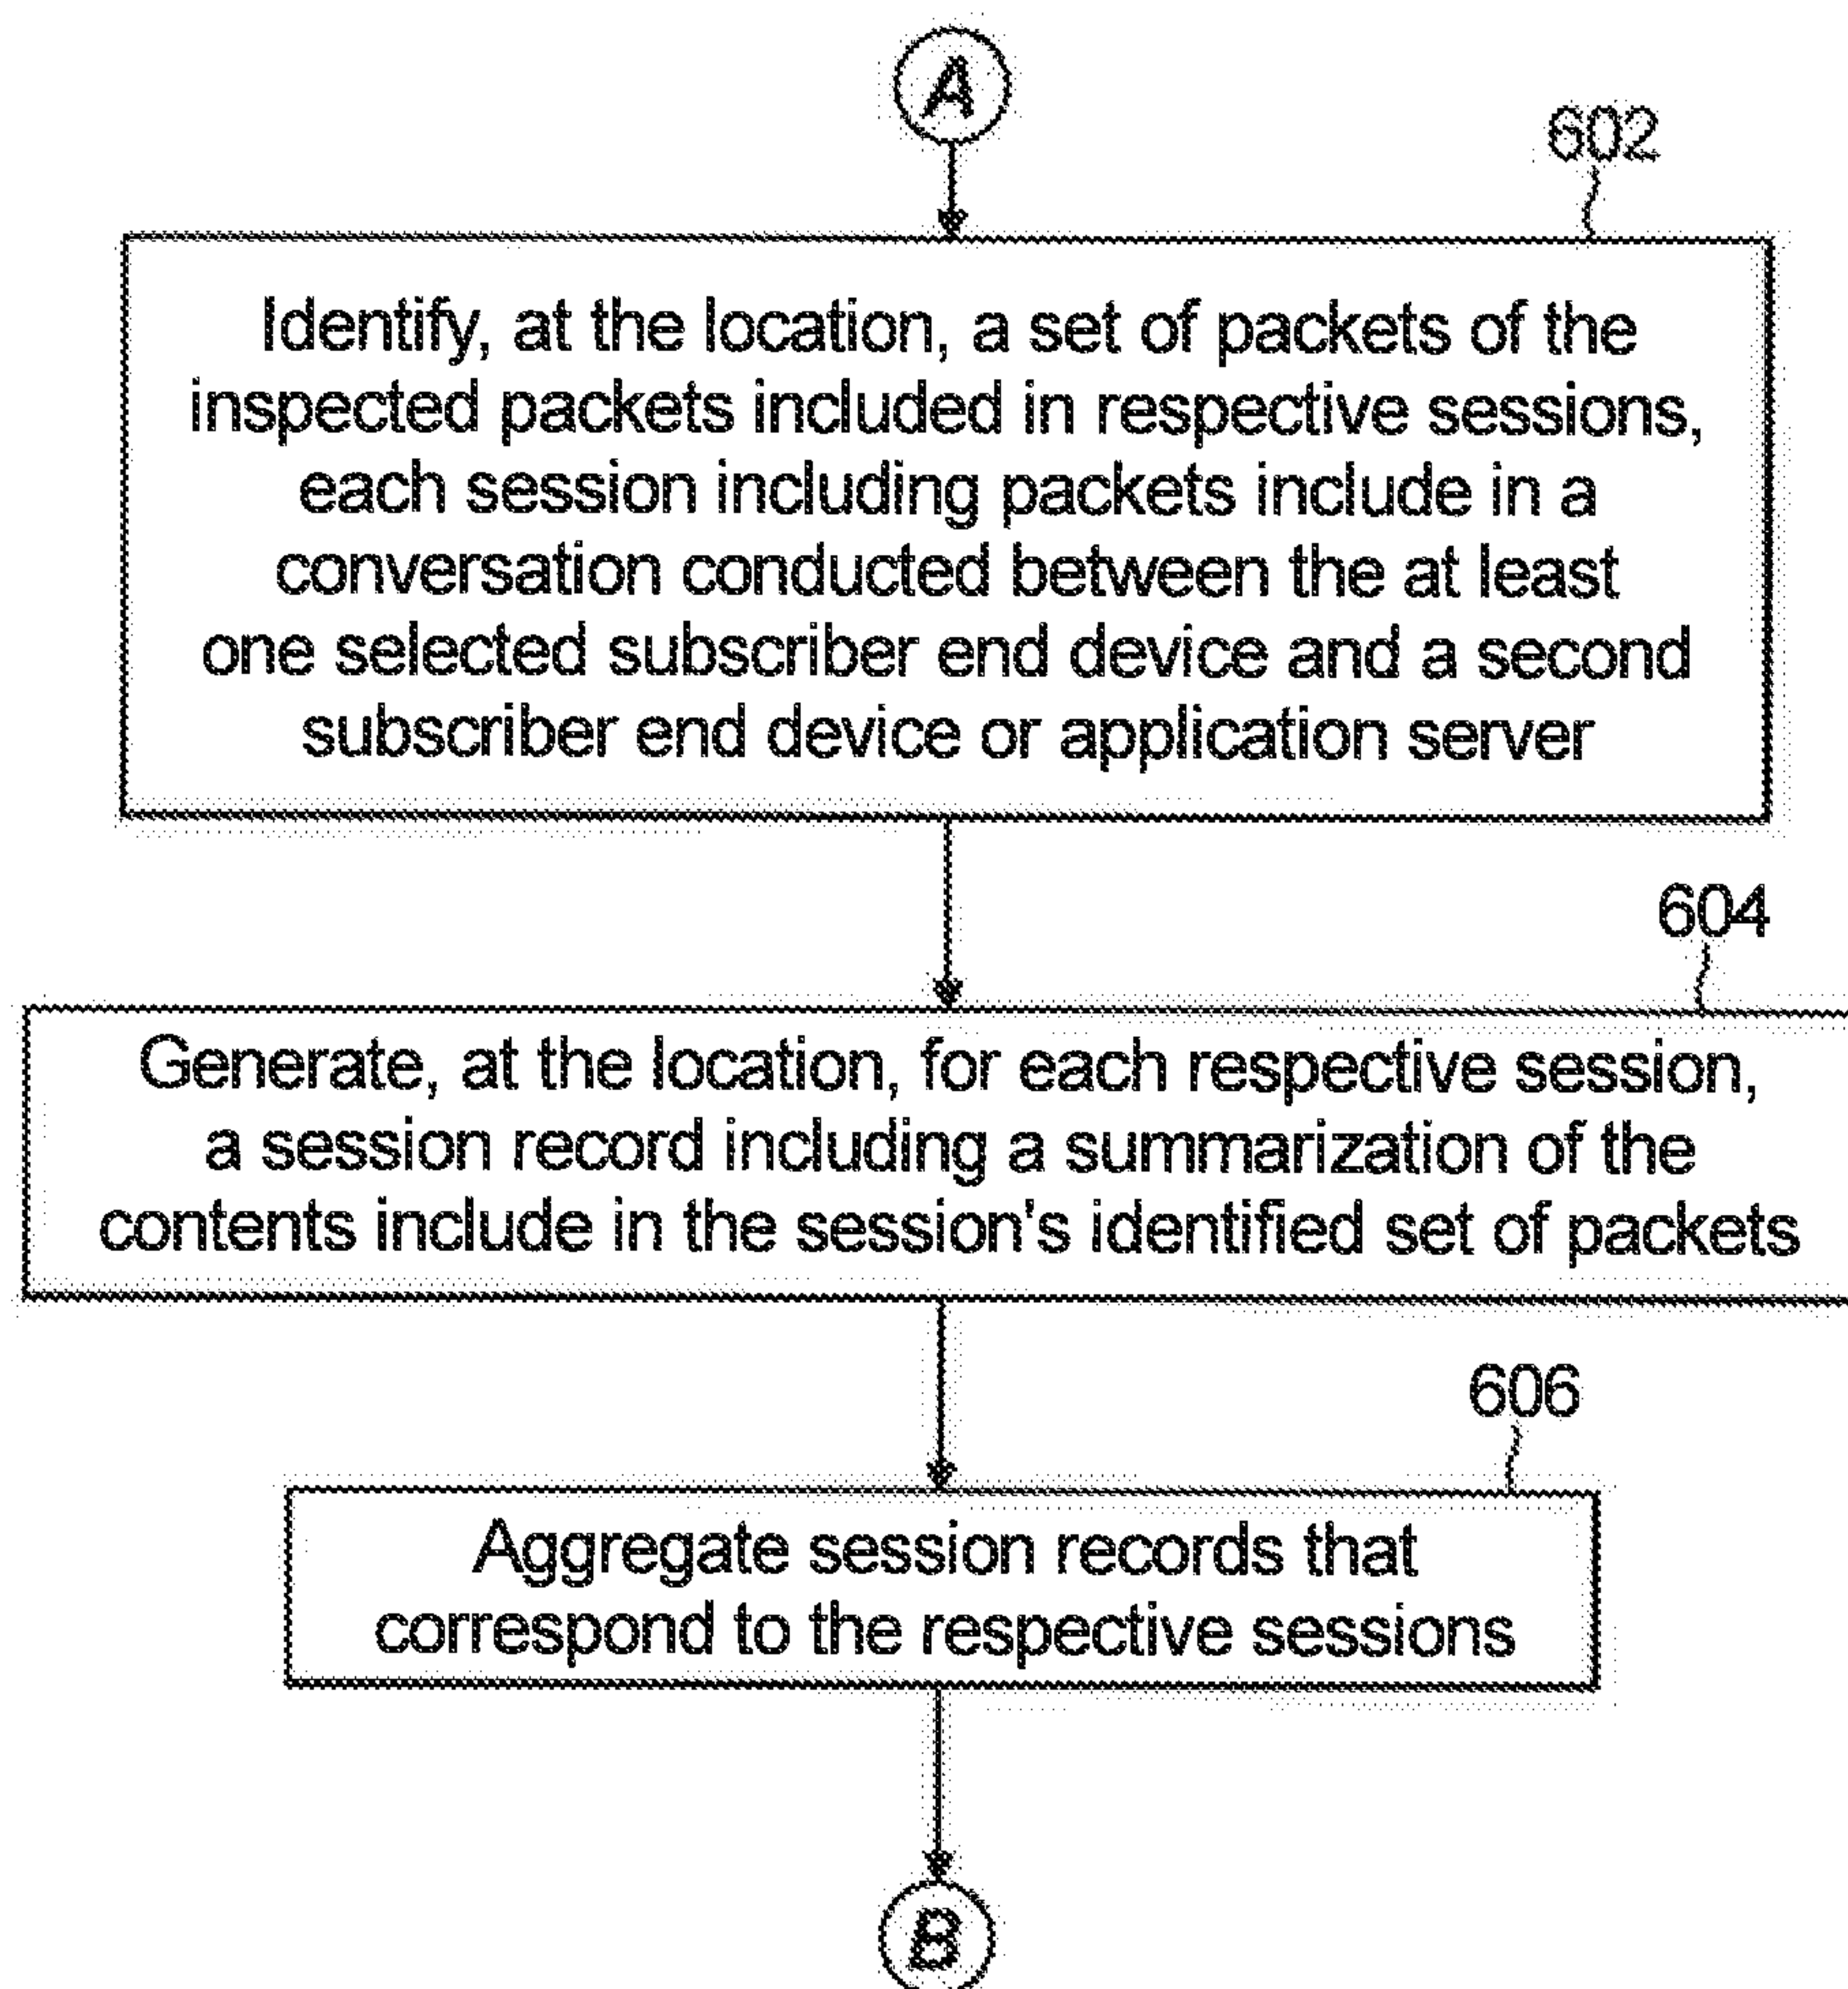 A
602
Identify, at the location, a set of packets of the
inspected packets included in respective sessions,
each session including packets include in a
conversation conducted between the at least
one selected subscriber end device and a second
subscriber end device or application server
604
Generate, at the location, for each respective session,
a session record including a summarization of the
contents include in the session's identified set of packets
606
Aggregate session records that
correspond to the respective sessions
B